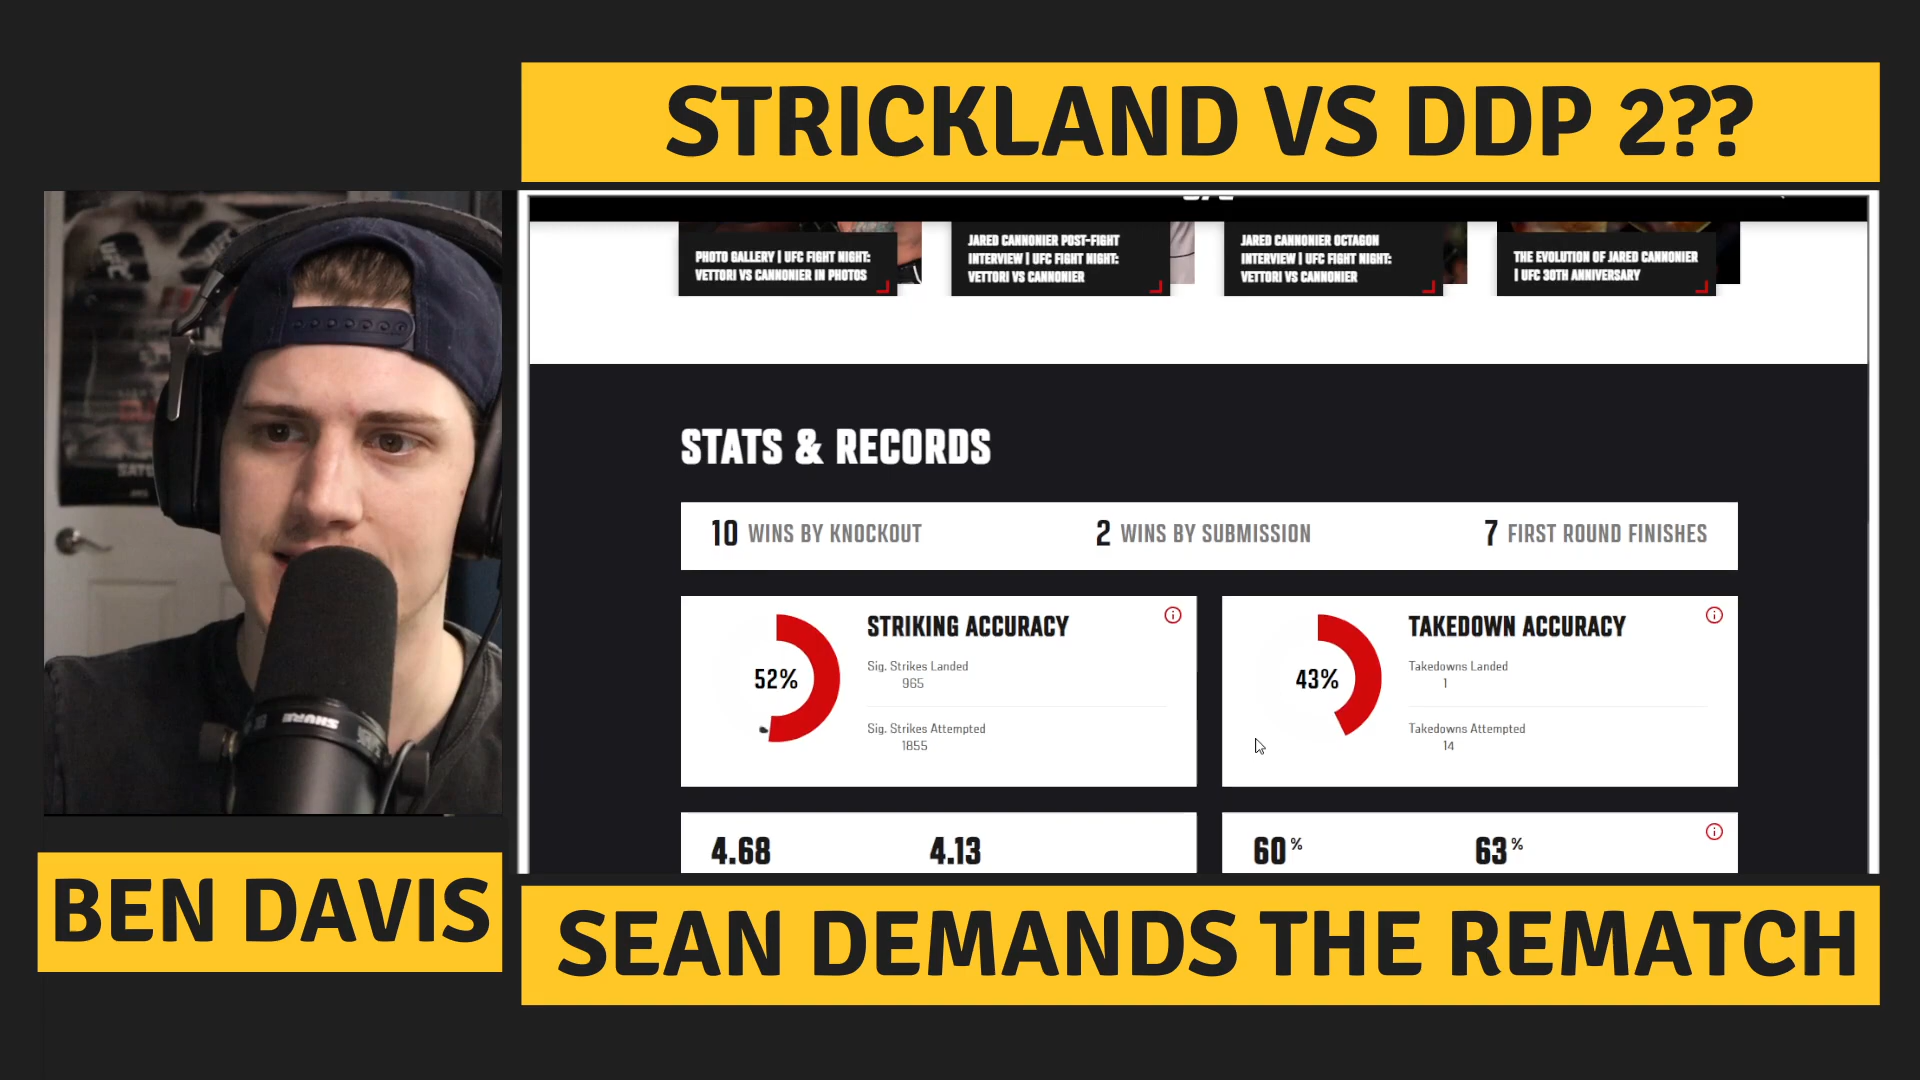 STRICKLAND VS DDP 2??
PHOTO GALLERY | UFC FIGHT NIGHT:
VETTORI VS CANNONIER IN PHOTOS
JARED CANNONIER POST-FIGHT
INTERVIEW | UFC FIGHT NIGHT:
VETTORI VS CANNONIER
JARED CANNONIER OCTAGON
INTERVIEW | UFC FIGHT NIGHT:
VETTORI VS CANNONIER
THE EVOLUTION OF JARED CANNONIER
| UFC 30TH ANNIVERSARY
STATS & RECORDS
10 WINS BY KNOCKOUT
2 WINS BY SUBMISSION
7 FIRST ROUND FINISHES
52%
STRIKING ACCURACY
Sig. Strikes Landed
965
Sig. Strikes Attempted
1855
43%
TAKEDOWN ACCURACY
Takedowns Landed
1
Takedowns Attempted
14
4.68
4.13
60%
63%
SHURE
BEN DAVIS
SEAN DEMANDS THE REMATCH